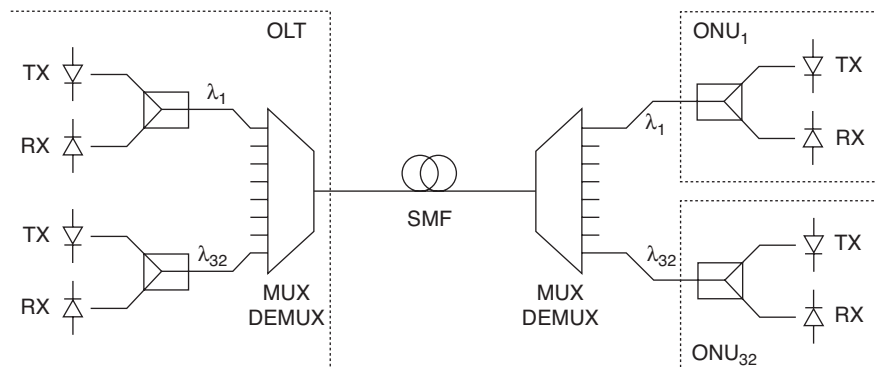 OLT
TX
RX
λ1
TX
RX
λ32
MUX
DEMUX
SMF
MUX
DEMUX
λ1
λ32
ONU1
TX
RX
TX
RX
ONU32